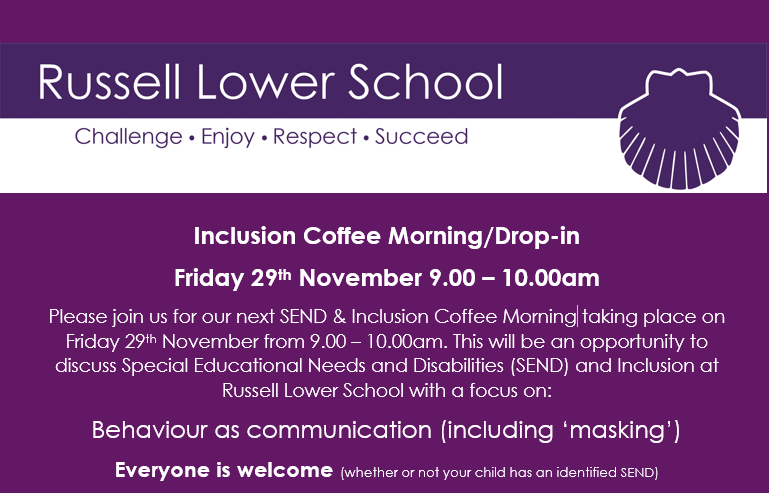 Russell Lower School
Challenge • Enjoy • Respect • Succeed
Inclusion Coffee Morning/Drop-in
Friday 29th November 9.00 – 10.00am
Please join us for our next SEND & Inclusion Coffee Morning taking place on
Friday 29th November from 9.00 – 10.00am. This will be an opportunity to
discuss Special Educational Needs and Disabilities (SEND) and Inclusion at
Russell Lower School with a focus on:
Behaviour as communication (including ‘masking’)
Everyone is welcome (whether or not your child has an identified SEND)